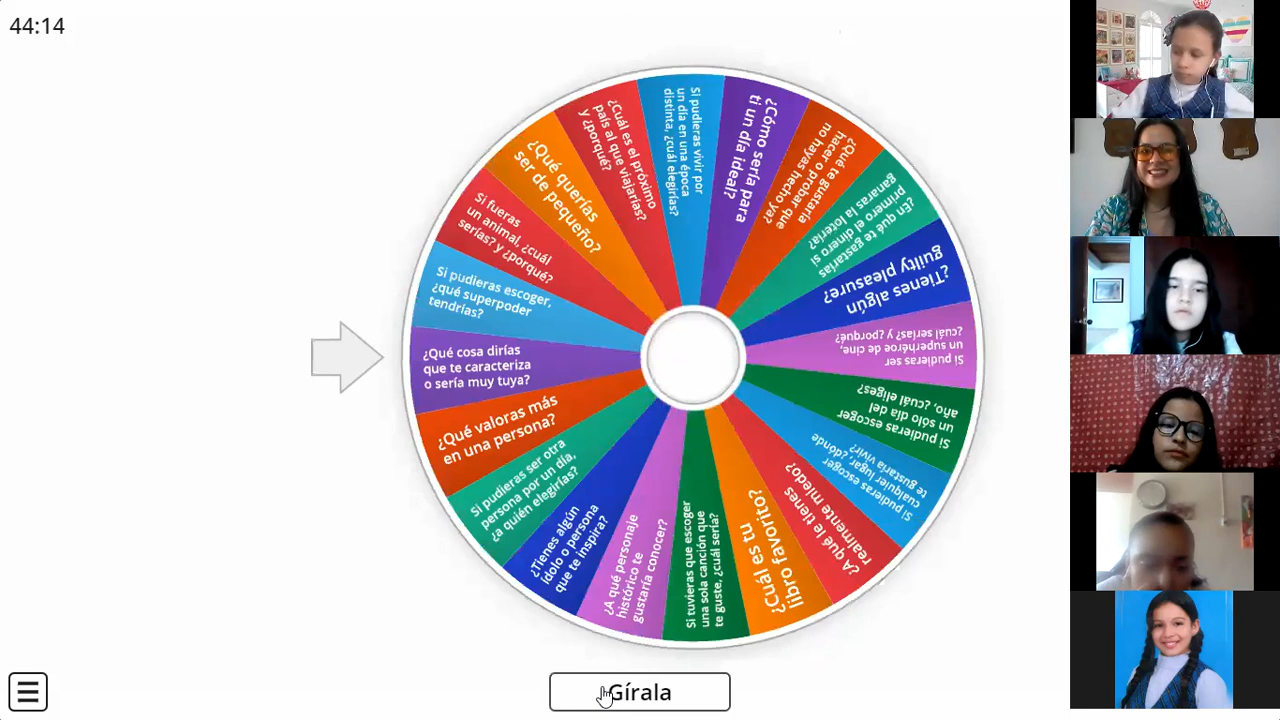 44:14
Si pudieras vivir por
un día en una época
distinta, ¿cuál elegirías?
¿Cómo sería para
ti un día ideal?
¿Qué te gustaría
hacer o probar que
no hayas hecho ya?
¿En qué te gastarías
primero el dinero si
ganaras la lotería?
¿Tienes algún
guilty pleasure?
Si pudieras ser
un superhéroe de cine,
¿cuál serías? y ¿porqué?
Si pudieras escoger
un sólo día del
año, ¿cuál eliges?
Si pudieras escoger
cualquier lugar ¿dónde
te gustaría vivir?
¿A qué le tienes
realmente miedo?
¿Cuál es tu
libro favorito?
Si tuvieras que escoger
una sola canción que
te guste, ¿cuál sería?
¿A qué personaje
histórico te
gustaría conocer?
¿Tienes algún
ídolo o persona
que te inspira?
Si pudieras ser otra
persona por un día,
¿a quién elegirías?
¿Qué valoras más
en una persona?
¿Qué cosa dirías
que te caracteriza
o sería muy tuya?
Si pudieras escoger,
¿qué superpoder
tendrías?
Si fueras
un animal, ¿cuál
serías? y ¿porqué?
¿Qué querías
ser de pequeño?
¿Cuál es el próximo
país al que viajarías?
y ¿porqué?
Gírala